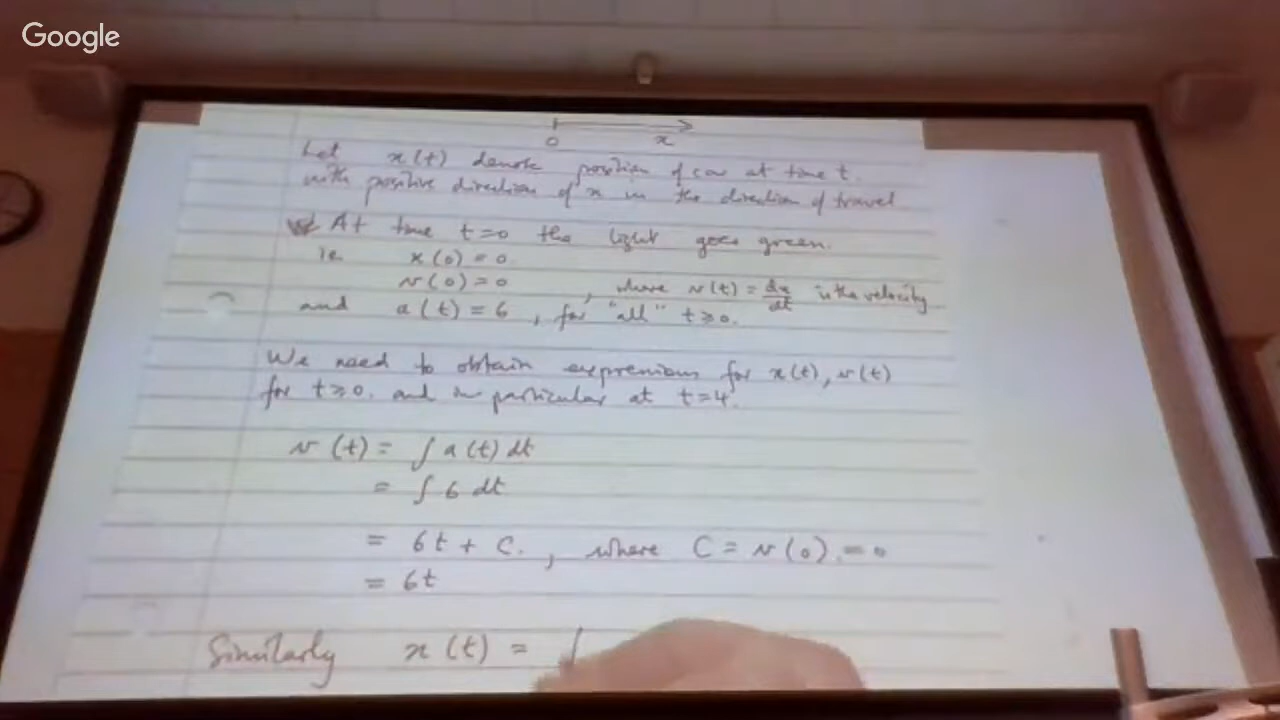 Google
0 x
Let x(t) denote position of car at time t.
with positive direction of x in the direction of travel
At time t=0 the light goes green.
ie x(0) = 0
v(0) = 0 , where v(t) = dx/dt is the velocity
and a(t) = 6 , for "all" t ≥ 0.
We need to obtain expressions for x(t), v(t)
for t ≥ 0, and in particular at t=4.
v(t) = ∫ a(t) dt
= ∫ 6 dt
= 6t + C. , where C = v(0) = 0
= 6t
Similarly x(t) = ∫